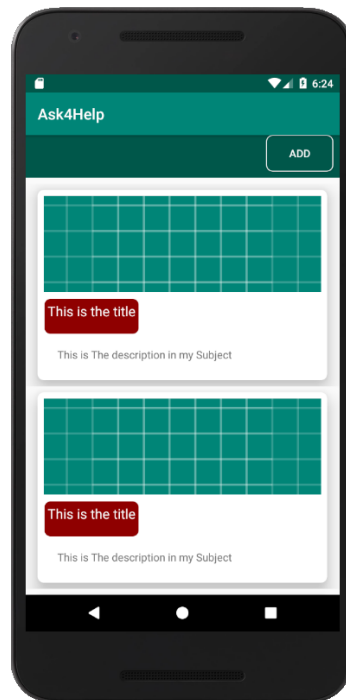 6:24
Ask4Help
ADD
This is the title
This is The description in my Subject
This is the title
This is The description in my Subject